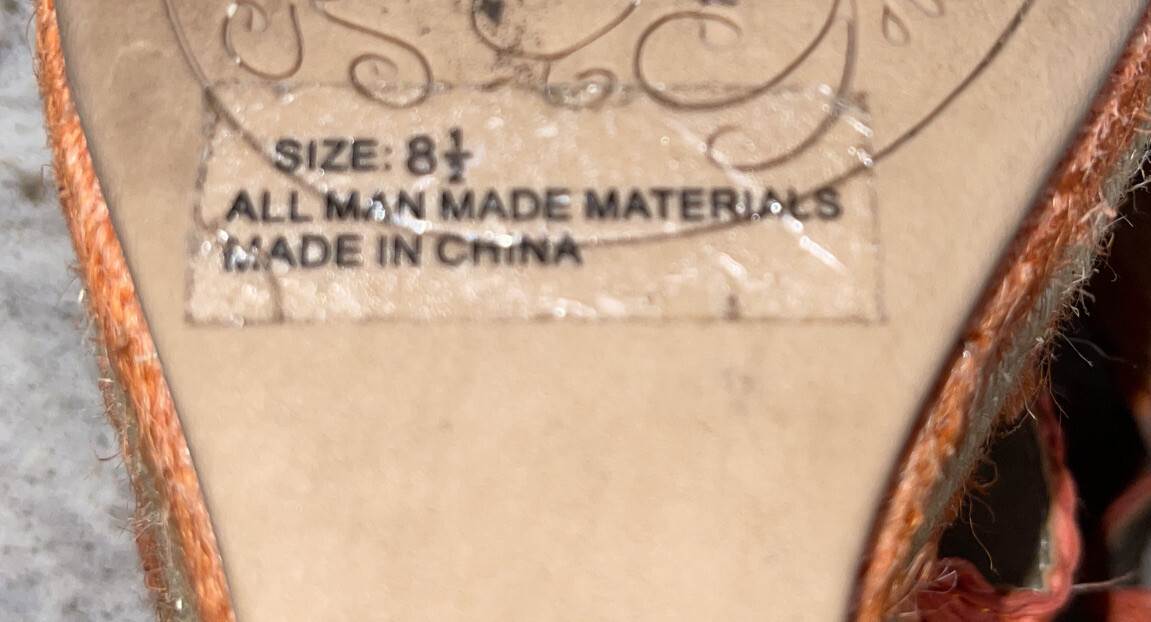 SIZE: 8½
ALL MAN MADE MATERIALS
MADE IN CHINA